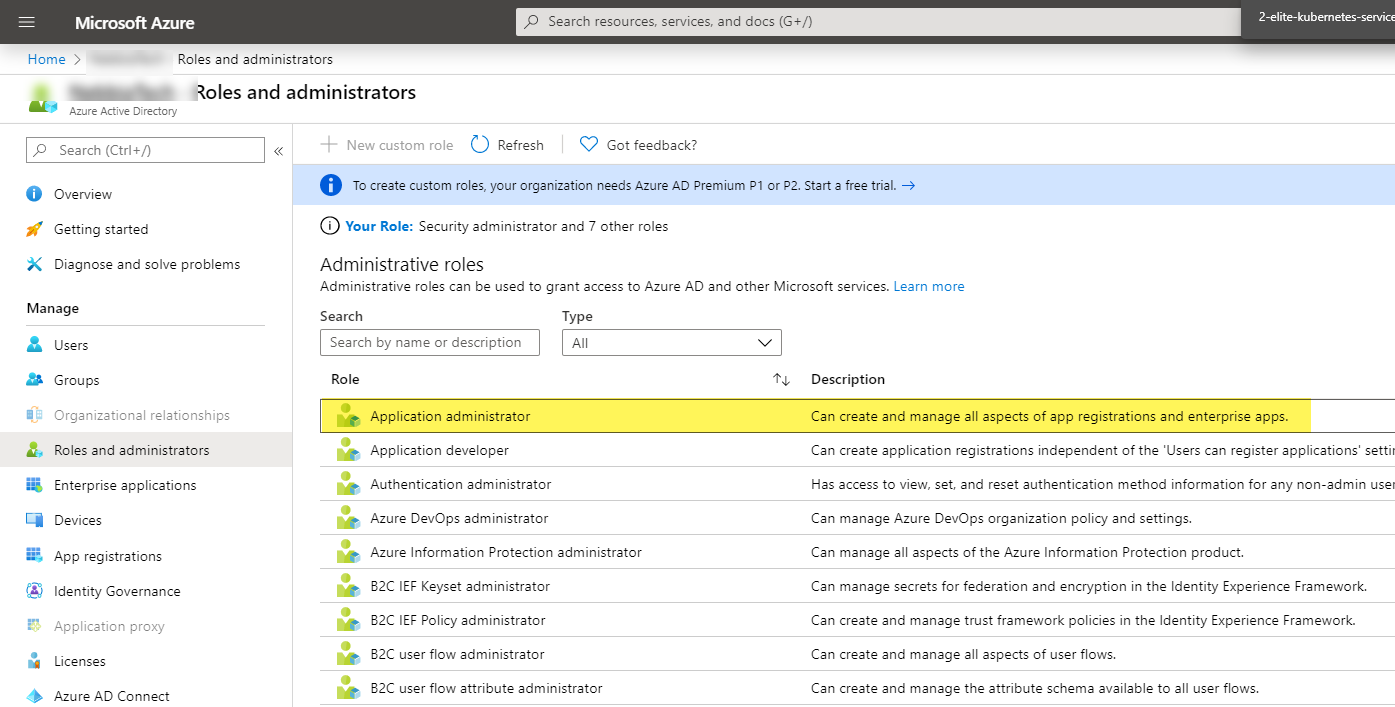 Microsoft Azure
Search resources, services, and docs (G+/)
2-elite-kubernetes-service
Home > Roles and administrators
Roles and administrators
Azure Active Directory
Search (Ctrl+/)
«
Overview
Getting started
Diagnose and solve problems
Manage
Users
Groups
Organizational relationships
Roles and administrators
Enterprise applications
Devices
App registrations
Identity Governance
Application proxy
Licenses
Azure AD Connect
New custom role Refresh Got feedback?
To create custom roles, your organization needs Azure AD Premium P1 or P2. Start a free trial. →
Your Role: Security administrator and 7 other roles
Administrative roles
Administrative roles can be used to grant access to Azure AD and other Microsoft services. Learn more
Search Type
Search by name or description All
Role ↑↓ Description
Application administrator Can create and manage all aspects of app registrations and enterprise apps.
Application developer Can create application registrations independent of the 'Users can register applications' setti
Authentication administrator Has access to view, set, and reset authentication method information for any non-admin user
Azure DevOps administrator Can manage Azure DevOps organization policy and settings.
Azure Information Protection administrator Can manage all aspects of the Azure Information Protection product.
B2C IEF Keyset administrator Can manage secrets for federation and encryption in the Identity Experience Framework.
B2C IEF Policy administrator Can create and manage trust framework policies in the Identity Experience Framework.
B2C user flow administrator Can create and manage all aspects of user flows.
B2C user flow attribute administrator Can create and manage the attribute schema available to all user flows.